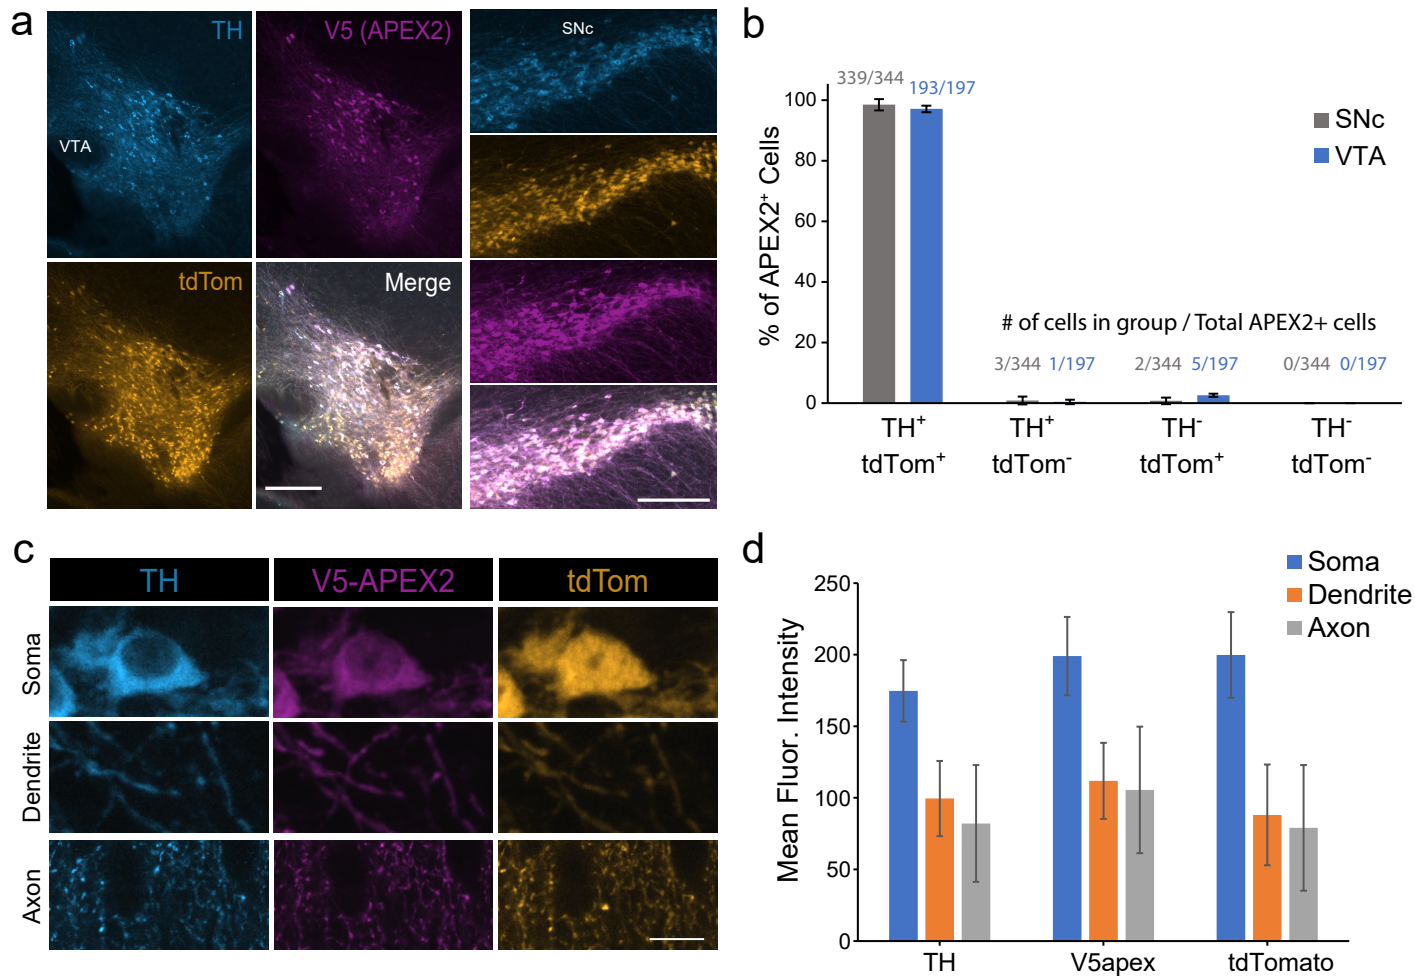 a
TH
V5 (APEX2)
SNc
VTA
tdTom
Merge
b
339/344 193/197
SNc
VTA
% of APEX2⁺ Cells
100
80
60
40
20
0
# of cells in group / Total APEX2+ cells
3/344 1/197
2/344 5/197
0/344 0/197
TH⁺
tdTom⁺
TH⁺
tdTom⁻
TH⁻
tdTom⁺
TH⁻
tdTom⁻
c
TH
V5-APEX2
tdTom
Soma
Dendrite
Axon
d
Soma
Dendrite
Axon
Mean Fluor. Intensity
250
200
150
100
50
0
TH
V5apex
tdTomato